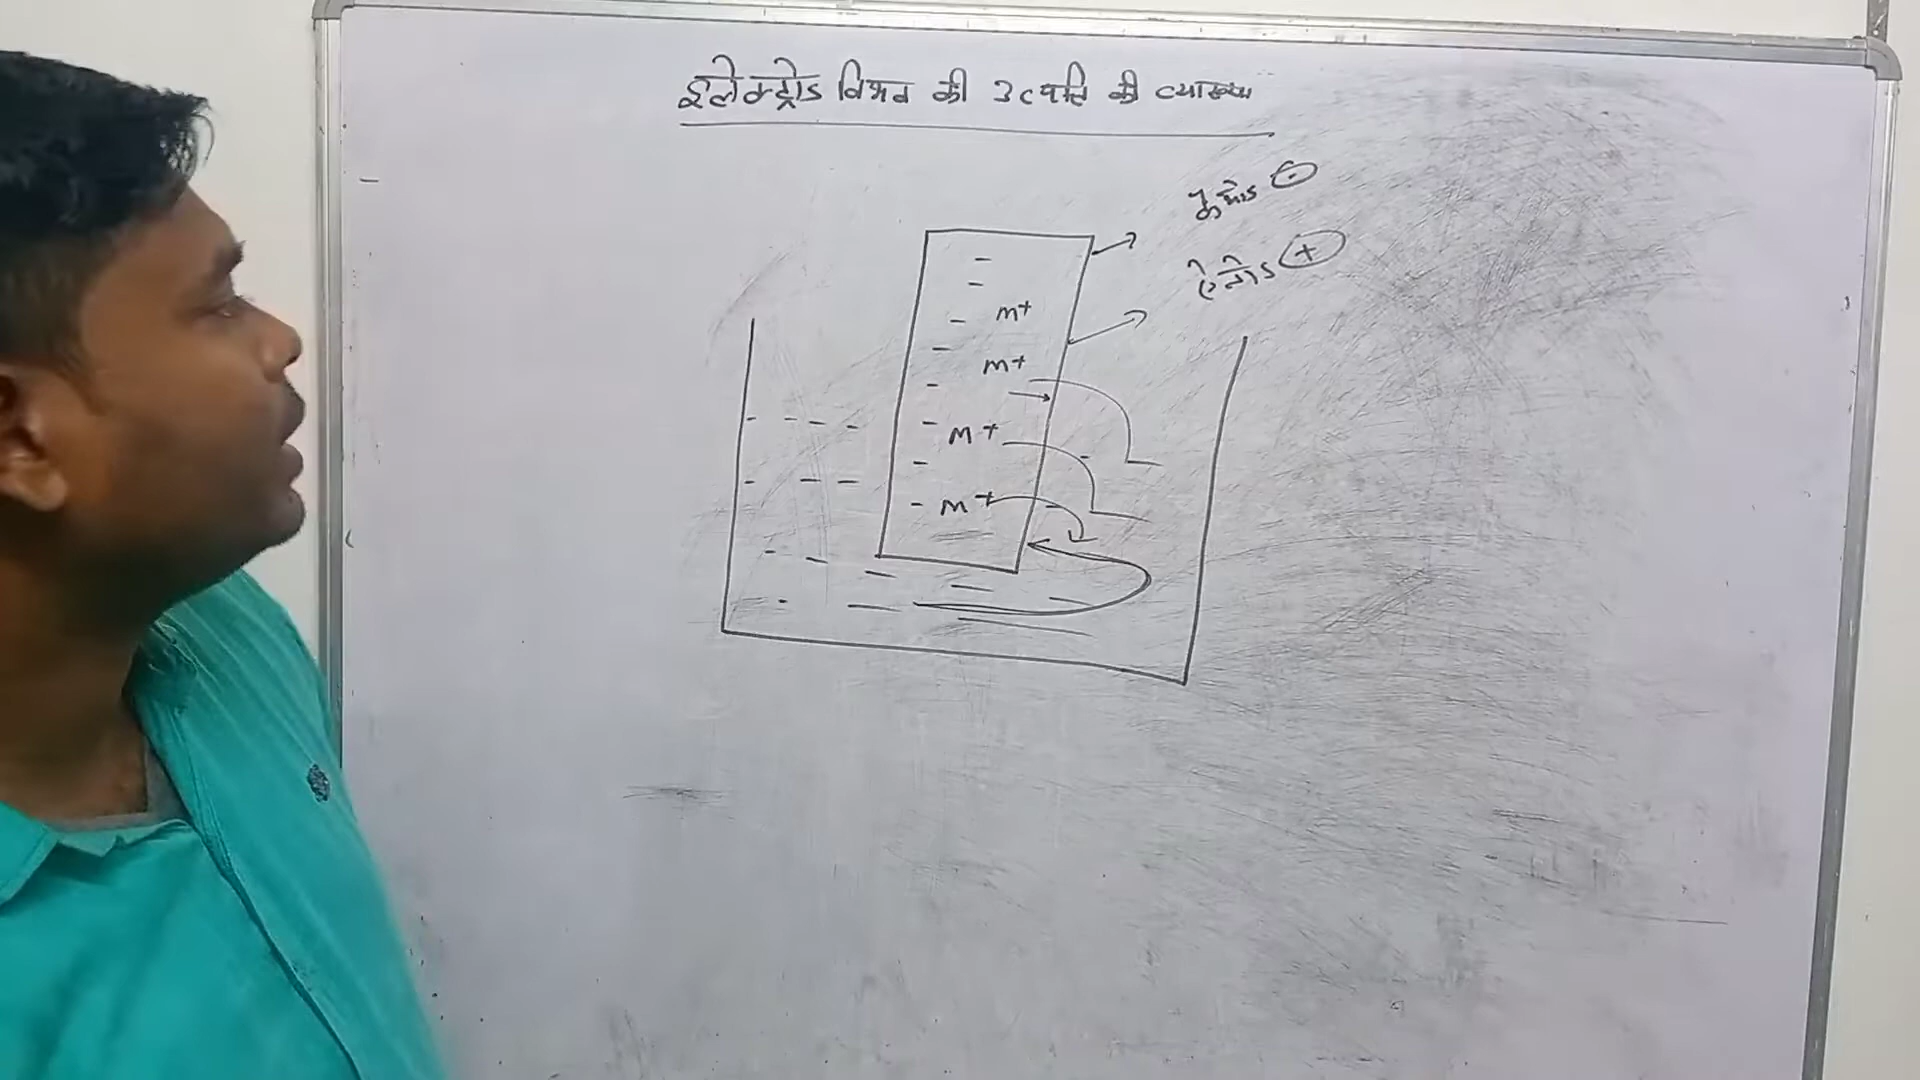 इलेक्ट्रोड विभव की उत्पत्ति की व्याख्या
कैथोड -
ऐनोड +
m+
m+
m+
m+